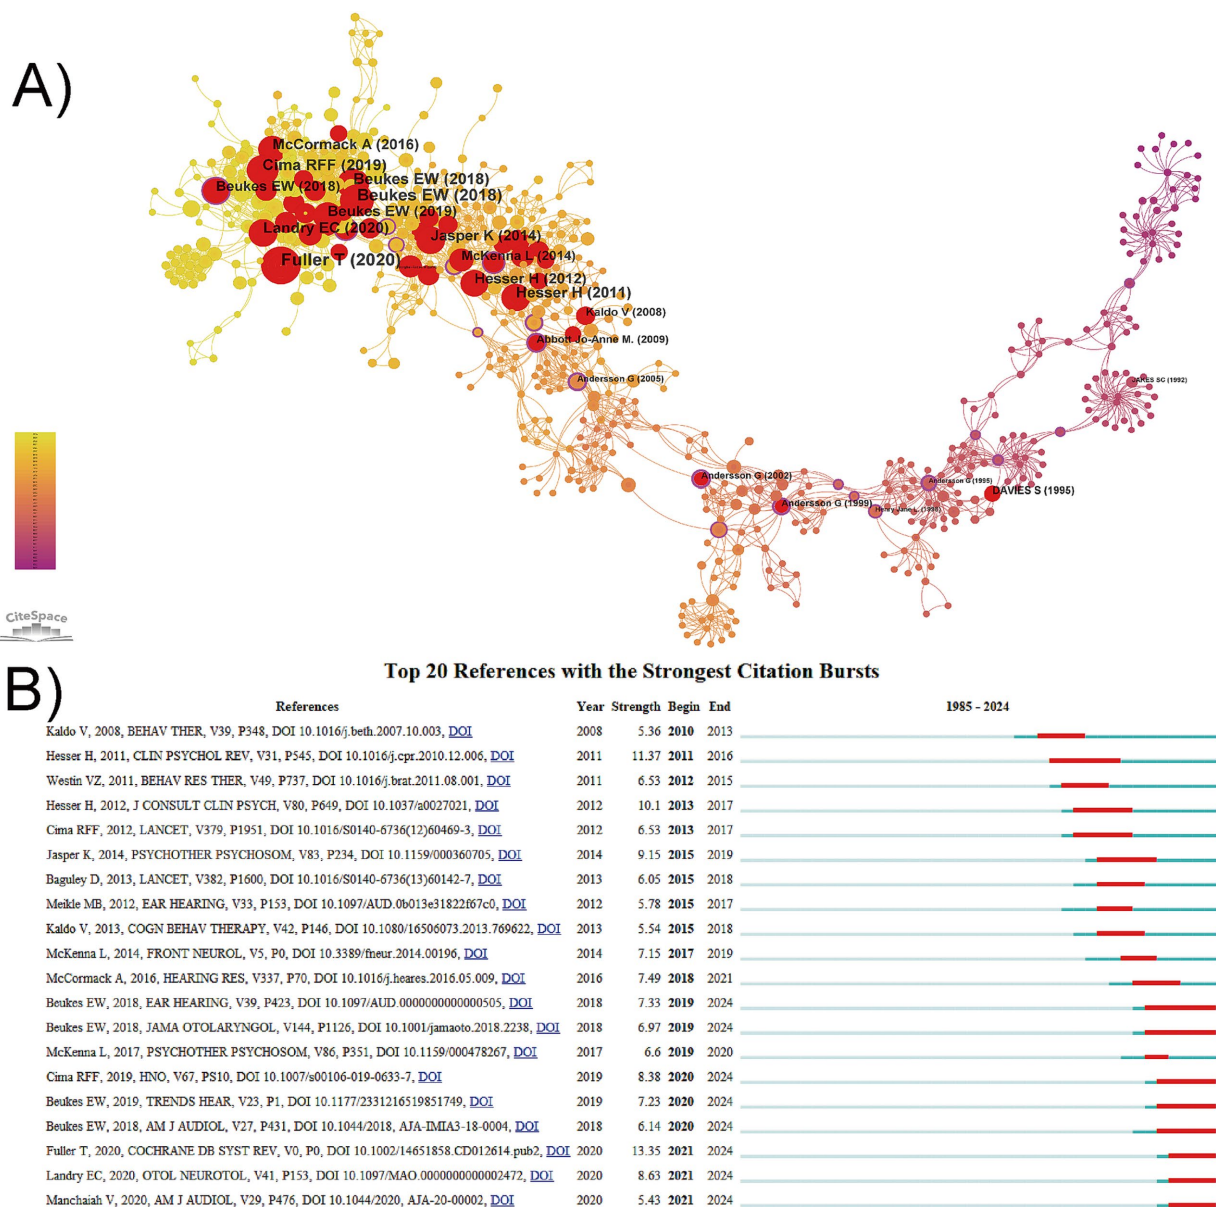 A)
McCormack A (2016)
Cima RFF (2019)
Beukes EW (2018)
Beukes EW (2018)
Beukes EW (2018)
Beukes EW (2019)
Landry EC (2020)
Jasper K (2014)
Fuller T (2020)
McKenna L (2014)
Hesser H (2012)
Hesser H (2011)
Kaldo V (2008)
Abbott Jo-Anne M. (2009)
Andersson G (2005)
JAKES SC (1992)
Andersson G (2002)
Andersson G (1995)
DAVIES S (1995)
Andersson G (1999)
CiteSpace
B)
Top 20 References with the Strongest Citation Bursts
References Year Strength Begin End 1985 - 2024
Kaldo V, 2008, BEHAV THER, V39, P348, DOI 10.1016/j.beth.2007.10.003, DOI 2008 5.36 2010 2013
Hesser H, 2011, CLIN PSYCHOL REV, V31, P545, DOI 10.1016/j.cpr.2010.12.006, DOI 2011 11.37 2011 2016
Westin VZ, 2011, BEHAV RES THER, V49, P737, DOI 10.1016/j.brat.2011.08.001, DOI 2011 6.53 2012 2015
Hesser H, 2012, J CONSULT CLIN PSYCH, V80, P649, DOI 10.1037/a0027021, DOI 2012 10.1 2013 2017
Cima RFF, 2012, LANCET, V379, P1951, DOI 10.1016/S0140-6736(12)60469-3, DOI 2012 6.53 2013 2017
Jasper K, 2014, PSYCHOTHER PSYCHOSOM, V83, P234, DOI 10.1159/000360705, DOI 2014 9.15 2015 2019
Baguley D, 2013, LANCET, V382, P1600, DOI 10.1016/S0140-6736(13)60142-7, DOI 2013 6.05 2015 2018
Meikle MB, 2012, EAR HEARING, V33, P153, DOI 10.1097/AUD.0b013e31822f67c0, DOI 2012 5.78 2015 2017
Kaldo V, 2013, COGN BEHAV THERAPY, V42, P146, DOI 10.1080/16506073.2013.769622, DOI 2013 5.54 2015 2018
McKenna L, 2014, FRONT NEUROL, V5, P0, DOI 10.3389/fneur.2014.00196, DOI 2014 7.15 2017 2019
McCormack A, 2016, HEARING RES, V337, P70, DOI 10.1016/j.heares.2016.05.009, DOI 2016 7.49 2018 2021
Beukes EW, 2018, EAR HEARING, V39, P423, DOI 10.1097/AUD.0000000000000505, DOI 2018 7.33 2019 2024
Beukes EW, 2018, JAMA OTOLARYNGOL, V144, P1126, DOI 10.1001/jamaoto.2018.2238, DOI 2018 6.97 2019 2024
McKenna L, 2017, PSYCHOTHER PSYCHOSOM, V86, P351, DOI 10.1159/000478267, DOI 2017 6.6 2019 2020
Cima RFF, 2019, HNO, V67, PS10, DOI 10.1007/s00106-019-0633-7, DOI 2019 8.38 2020 2024
Beukes EW, 2019, TRENDS HEAR, V23, P1, DOI 10.1177/2331216519851749, DOI 2019 7.23 2020 2024
Beukes EW, 2018, AM J AUDIOL, V27, P431, DOI 10.1044/2018, AJA-IMIA3-18-0004, DOI 2018 6.14 2020 2024
Fuller T, 2020, COCHRANE DB SYST REV, V0, P0, DOI 10.1002/14651858.CD012614.pub2, DOI 2020 13.35 2021 2024
Landry EC, 2020, OTOL NEUROTOL, V41, P153, DOI 10.1097/MAO.0000000000002472, DOI 2020 8.63 2021 2024
Manchaiah V, 2020, AM J AUDIOL, V29, P476, DOI 10.1044/2020, AJA-20-00002, DOI 2020 5.43 2021 2024